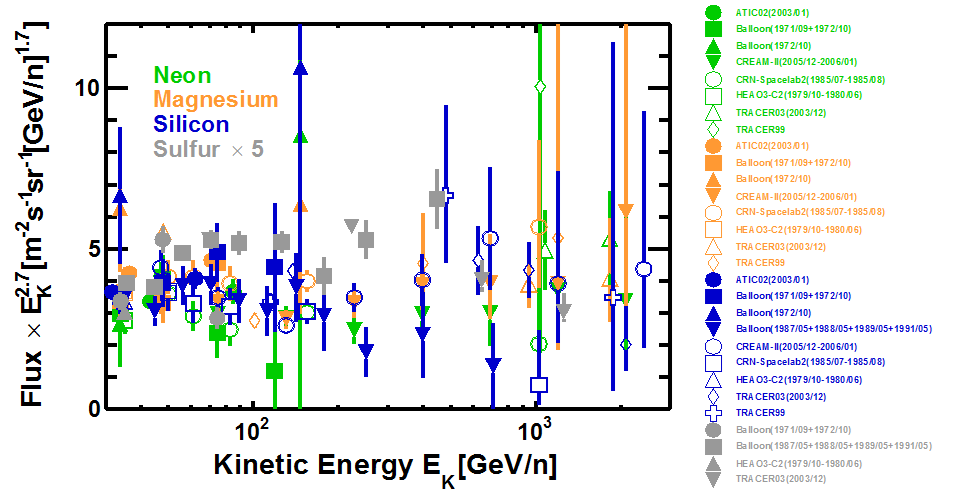 Flux × E_K^2.7 [m^-2 s^-1 sr^-1 (GeV/n)^1.7]
10
5
0
Neon
Magnesium
Silicon
Sulfur × 5
10^2
10^3
Kinetic Energy E_K [GeV/n]
ATIC02(2003/01)
Balloon(1971/09+1972/10)
Balloon(1972/10)
CREAM-II(2005/12-2006/01)
CRN-Spacelab2(1985/07-1985/08)
HEAO3-C2(1979/10-1980/06)
TRACER03(2003/12)
TRACER99
ATIC02(2003/01)
Balloon(1971/09+1972/10)
Balloon(1972/10)
CREAM-II(2005/12-2006/01)
CRN-Spacelab2(1985/07-1985/08)
HEAO3-C2(1979/10-1980/06)
TRACER03(2003/12)
TRACER99
ATIC02(2003/01)
Balloon(1971/09+1972/10)
Balloon(1972/10)
Balloon(1987/05+1988/05+1989/05+1991/05)
CREAM-II(2005/12-2006/01)
CRN-Spacelab2(1985/07-1985/08)
HEAO3-C2(1979/10-1980/06)
TRACER03(2003/12)
TRACER99
Balloon(1971/09+1972/10)
Balloon(1987/05+1988/05+1989/05+1991/05)
HEAO3-C2(1979/10-1980/06)
TRACER03(2003/12)